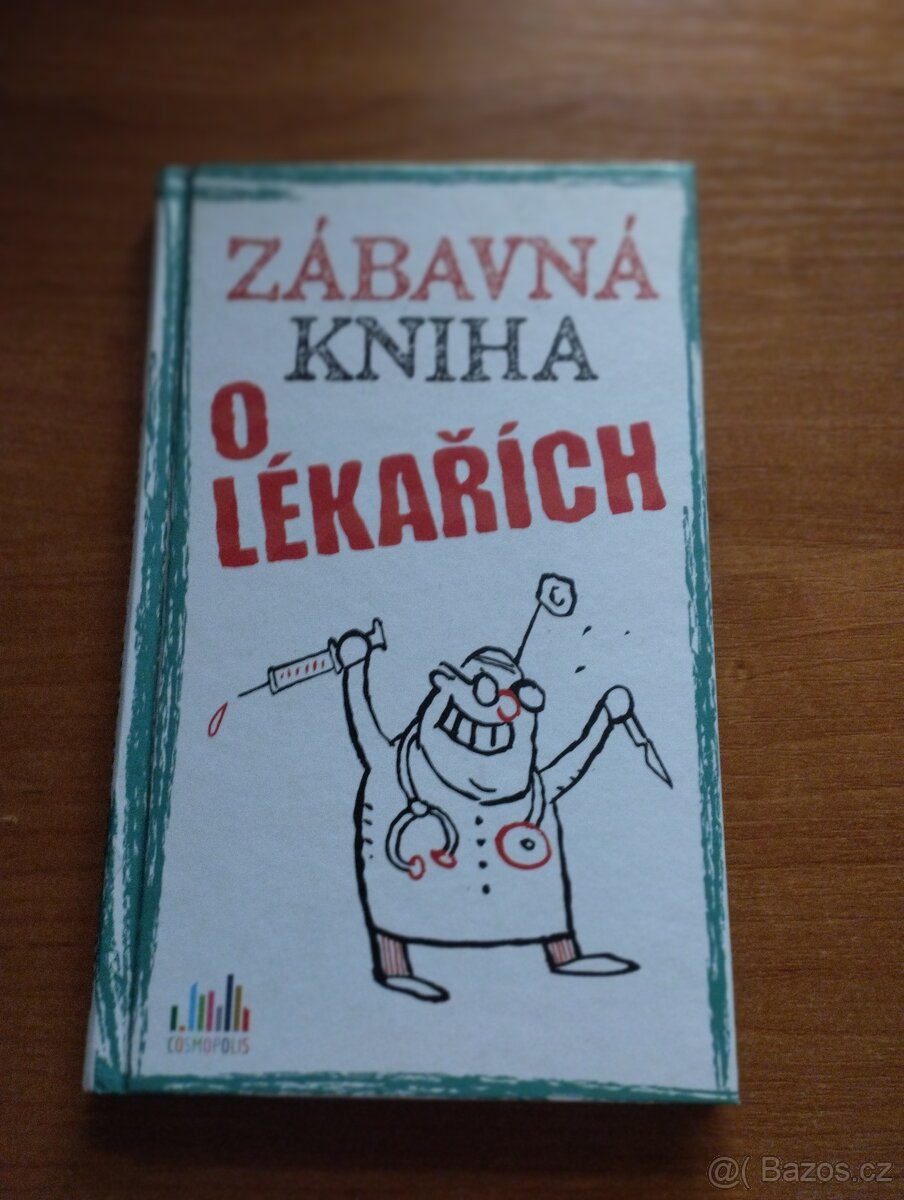 ZÁBAVNÁ
KNIHA
O
LÉKAŘÍCH
COSMOPOLIS
@( Bazos.cz